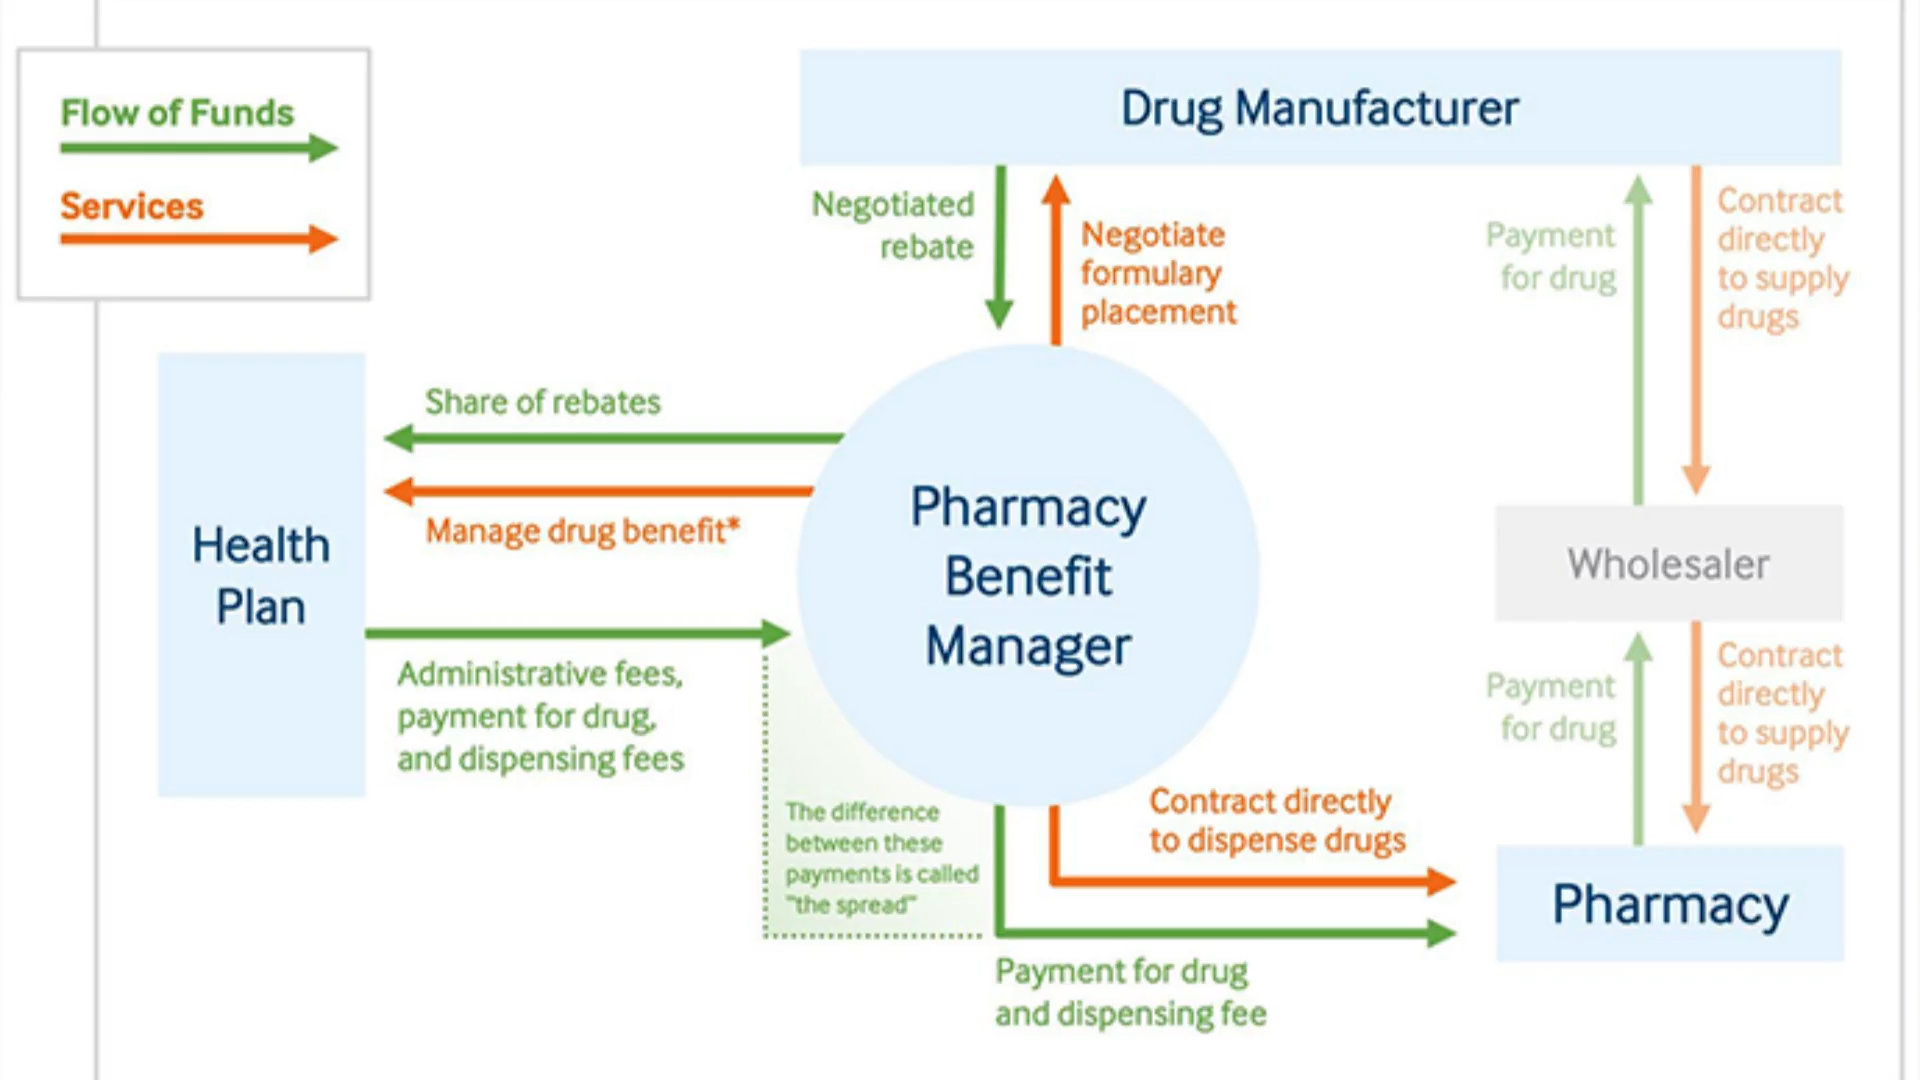 Flow of Funds
Services
Drug Manufacturer
Negotiated
rebate
Negotiate
formulary
placement
Payment
for drug
Contract
directly
to supply
drugs
Share of rebates
Manage drug benefit*
Health
Plan
Pharmacy
Benefit
Manager
Wholesaler
Administrative fees,
payment for drug,
and dispensing fees
Payment
for drug
Contract
directly
to supply
drugs
The difference
between these
payments is called
"the spread"
Contract directly
to dispense drugs
Pharmacy
Payment for drug
and dispensing fee